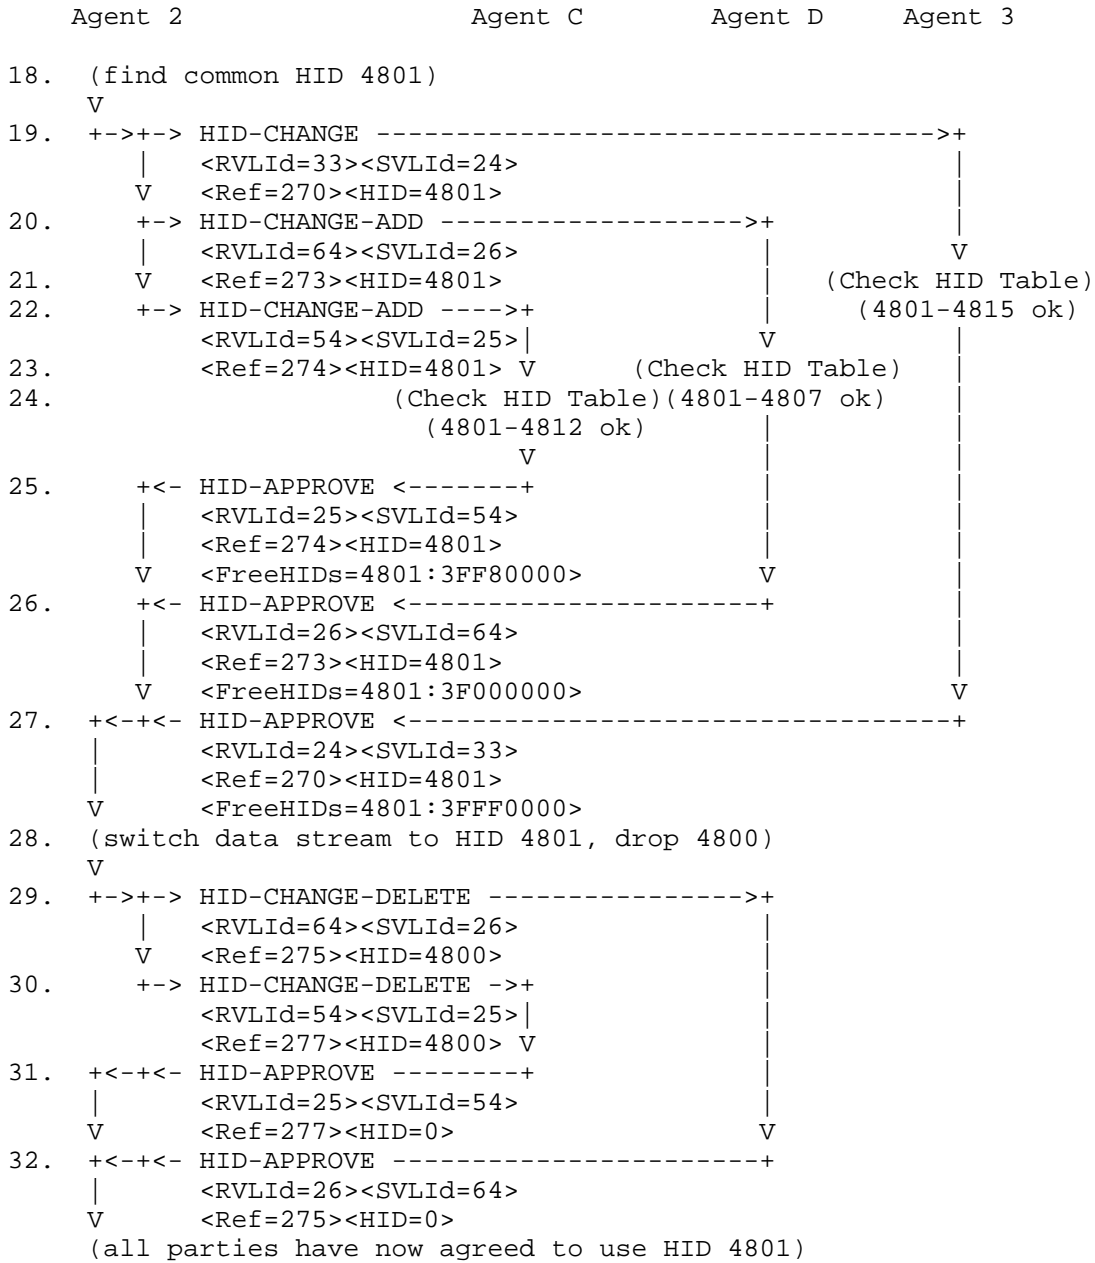 Agent 2                  Agent C        Agent D     Agent 3
18.  (find common HID 4801)
     V
19.  +->+-> HID-CHANGE ----------------------------------->+
        |   <RVLId=33><SVLId=24>                           |
        V   <Ref=270><HID=4801>                            |
20.     +-> HID-CHANGE-ADD ------------------->+           |
        |   <RVLId=64><SVLId=26>               |           V
21.     V   <Ref=273><HID=4801>                |   (Check HID Table)
22.     +-> HID-CHANGE-ADD ---->+              |     (4801-4815 ok)
            <RVLId=54><SVLId=25>|              V           |
23.         <Ref=274><HID=4801> V      (Check HID Table)   |
24.                     (Check HID Table)(4801-4807 ok)    |
                          (4801-4812 ok)       |           |
                                V              |           |
25.     +<- HID-APPROVE <-------+              |           |
        |   <RVLId=25><SVLId=54>               |           |
        |   <Ref=274><HID=4801>                |           |
        V   <FreeHIDs=4801:3FF80000>           V           |
26.     +<- HID-APPROVE <----------------------+           |
        |   <RVLId=26><SVLId=64>                           |
        |   <Ref=273><HID=4801>                            |
        V   <FreeHIDs=4801:3F000000>                       V
27.  +<-+<- HID-APPROVE <----------------------------------+
     |      <RVLId=24><SVLId=33>
     |      <Ref=270><HID=4801>
     V      <FreeHIDs=4801:3FFF0000>
28.  (switch data stream to HID 4801, drop 4800)
     V
29.  +->+-> HID-CHANGE-DELETE ---------------->+
        |   <RVLId=64><SVLId=26>               |
        V   <Ref=275><HID=4800>                |
30.     +-> HID-CHANGE-DELETE ->+              |
            <RVLId=54><SVLId=25>|              |
            <Ref=277><HID=4800> V              |
31.  +<-+<- HID-APPROVE --------+              |
     |      <RVLId=25><SVLId=54>               |
     V      <Ref=277><HID=0>                   V
32.  +<-+<- HID-APPROVE -----------------------+
     |      <RVLId=26><SVLId=64>
     V      <Ref=275><HID=0>
     (all parties have now agreed to use HID 4801)